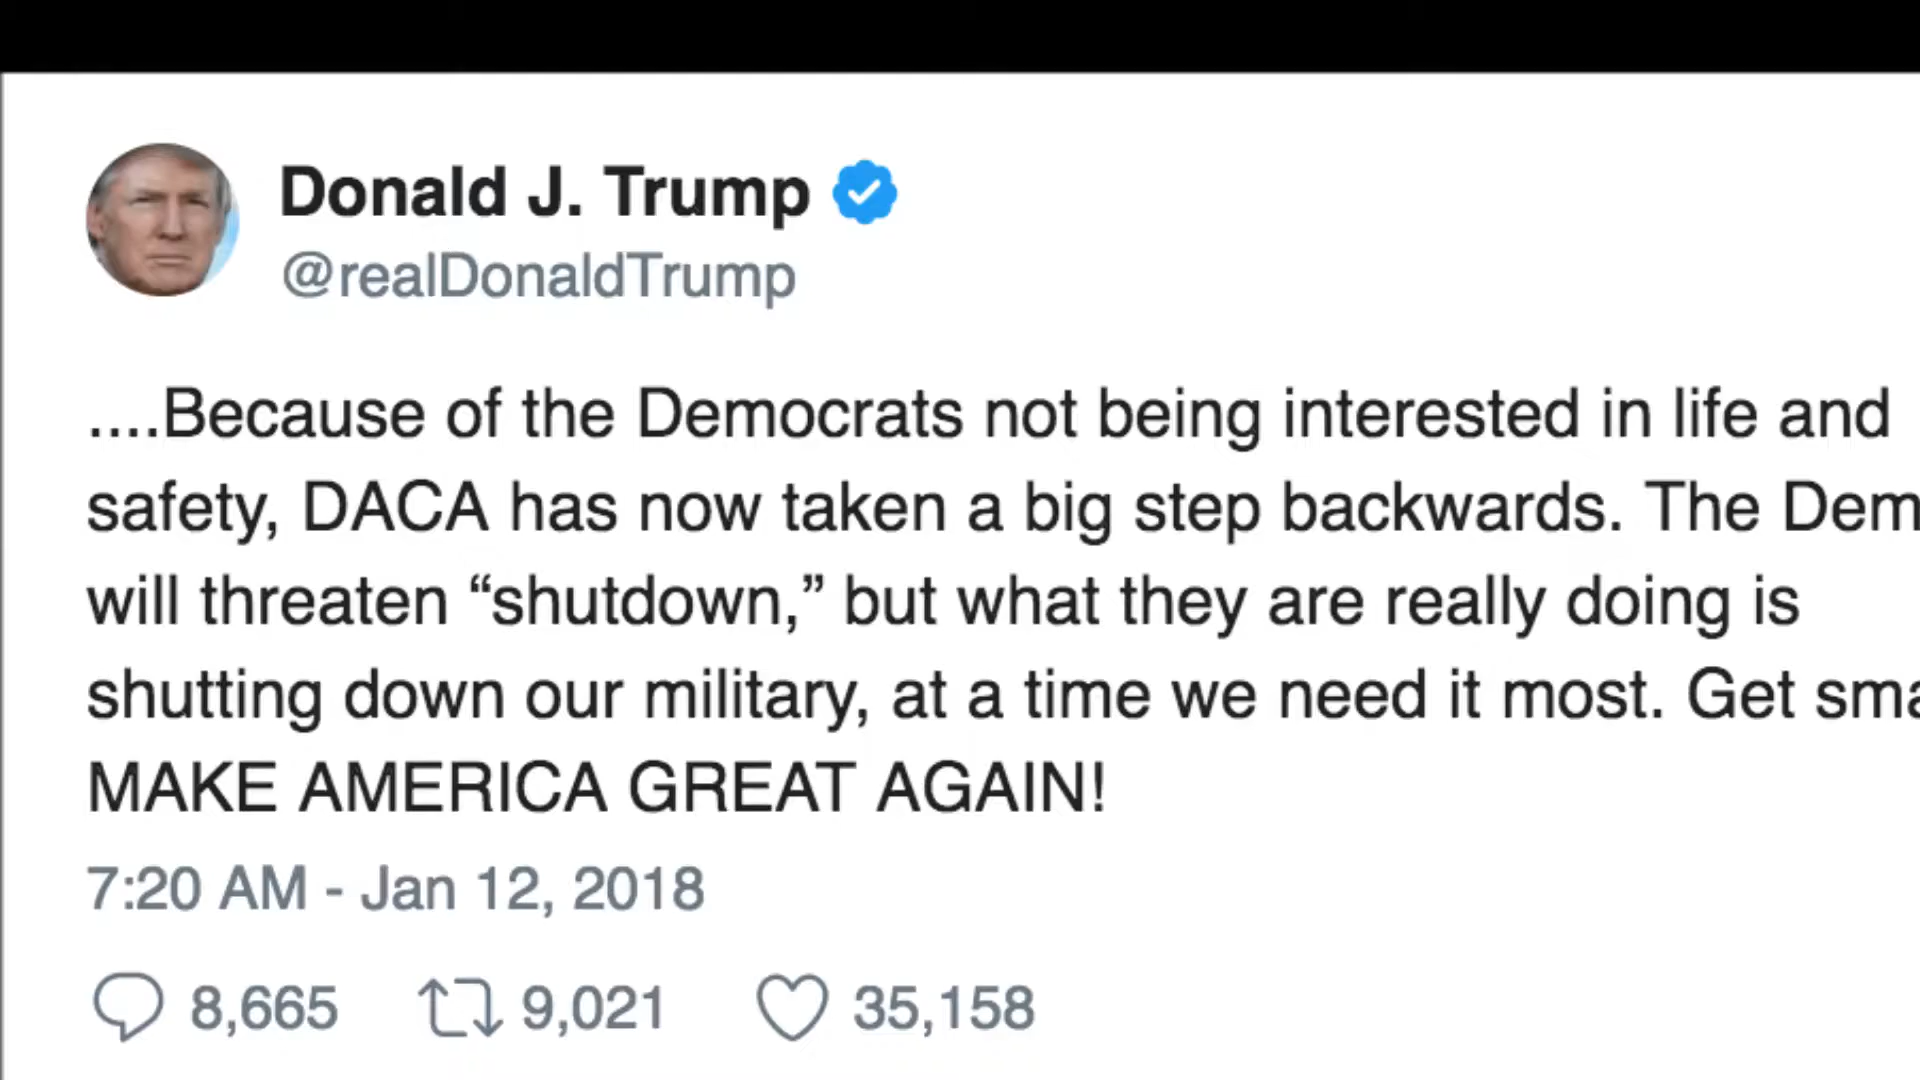 Donald J. Trump
@realDonaldTrump
....Because of the Democrats not being interested in life and
safety, DACA has now taken a big step backwards. The Dem
will threaten “shutdown,” but what they are really doing is
shutting down our military, at a time we need it most. Get sma
MAKE AMERICA GREAT AGAIN!
7:20 AM - Jan 12, 2018
8,665 9,021 35,158